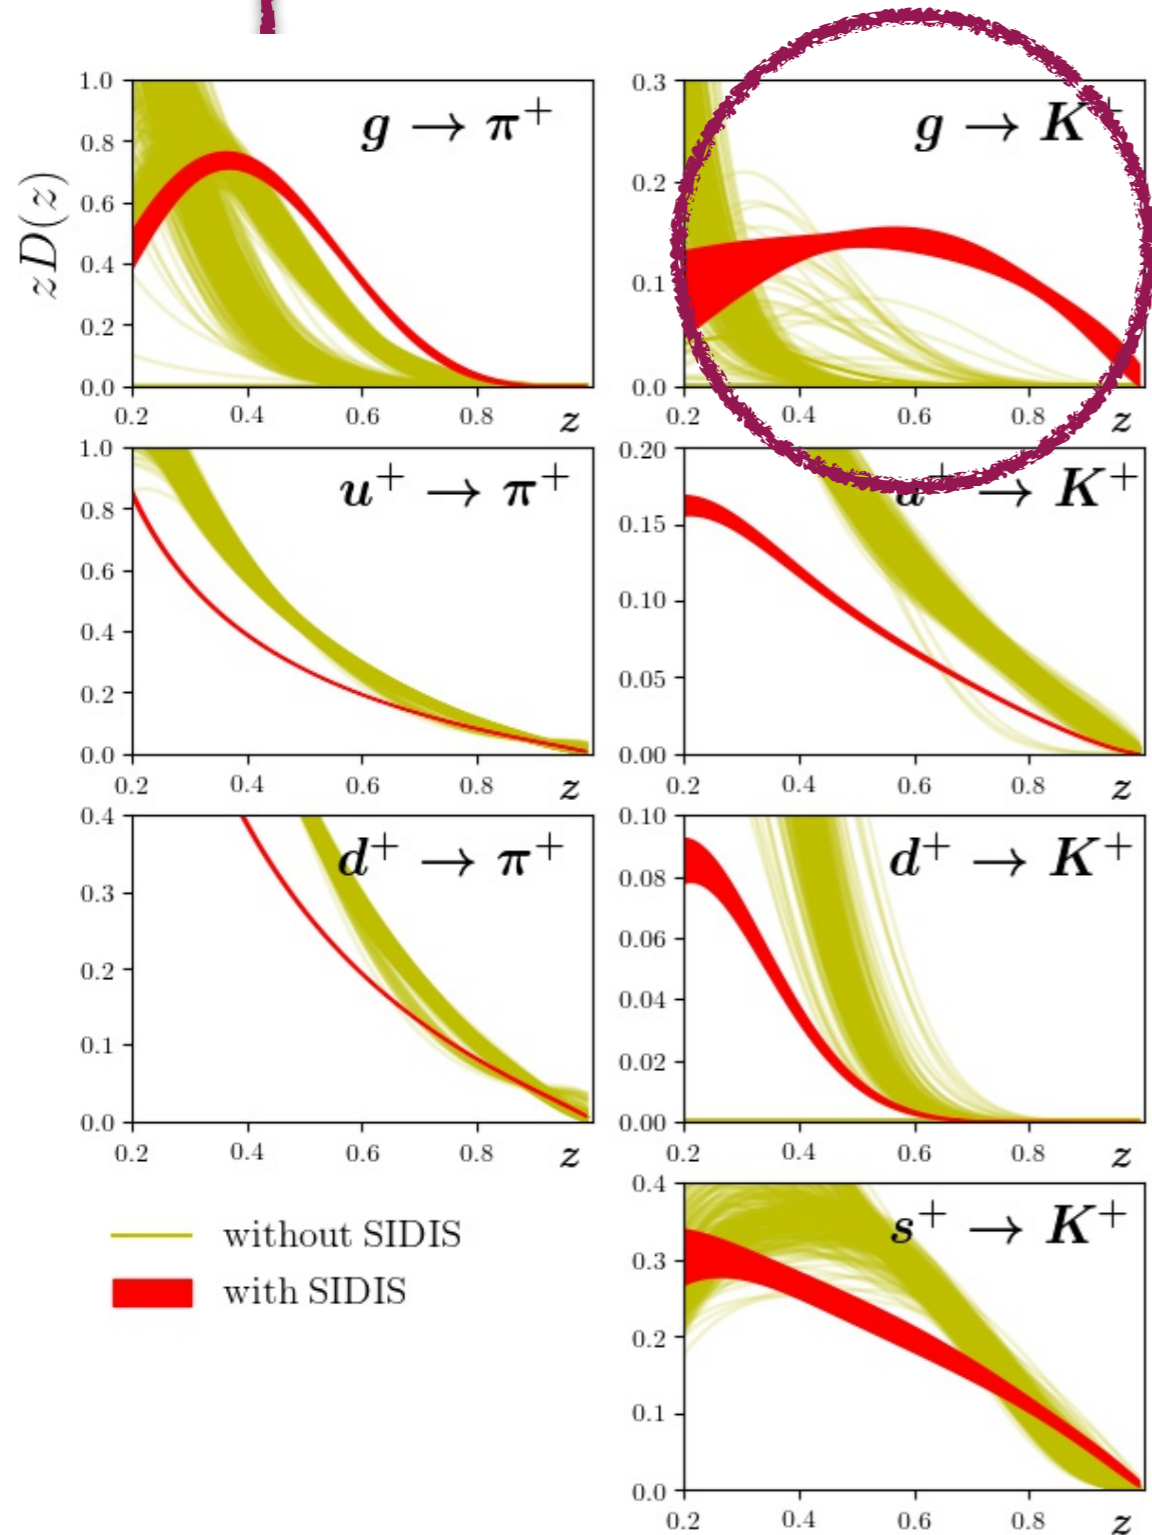 zD(z)
1.0
0.8
0.6
0.4
0.2
0.0
g → π⁺
0.2 0.4 0.6 0.8 z
0.3
0.2
0.1
0.0
g → K⁺
0.2 0.4 0.6 0.8 z
1.0
0.8
0.6
0.4
0.2
0.0
u⁺ → π⁺
0.2 0.4 0.6 0.8 z
0.20
0.15
0.10
0.05
0.00
u⁺ → K⁺
0.2 0.4 0.6 0.8 z
0.4
0.3
0.2
0.1
0.0
d⁺ → π⁺
0.2 0.4 0.6 0.8 z
0.10
0.08
0.06
0.04
0.02
0.00
d⁺ → K⁺
0.2 0.4 0.6 0.8 z
without SIDIS
with SIDIS
0.4
0.3
0.2
0.1
0.0
s⁺ → K⁺
0.2 0.4 0.6 0.8 z